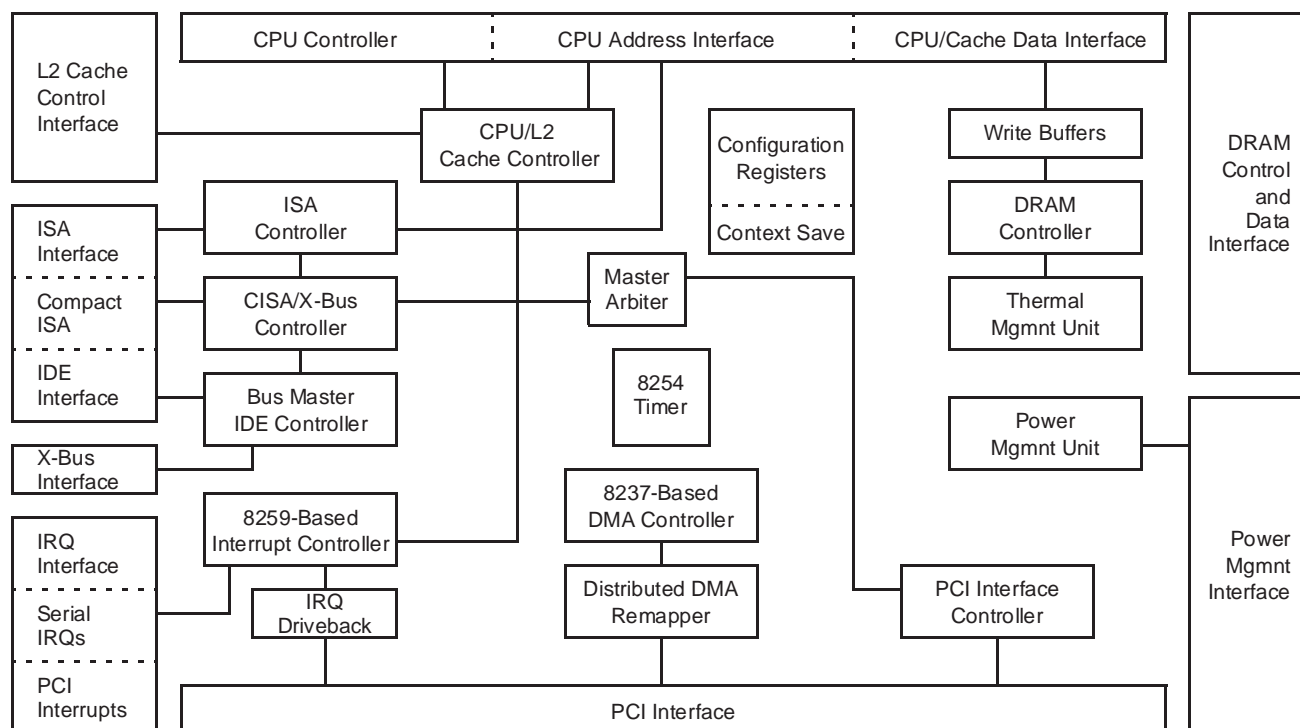 CPU Controller
CPU Address Interface
CPU/Cache Data Interface
L2 Cache
Control
Interface
CPU/L2
Cache Controller
Configuration
Registers
Context Save
Write Buffers
DRAM
Control
and
Data
Interface
ISA
Interface
Compact
ISA
IDE
Interface
ISA
Controller
DRAM
Controller
CISA/X-Bus
Controller
Master
Arbiter
Thermal
Mgmnt Unit
Bus Master
IDE Controller
8254
Timer
Power
Mgmnt Unit
X-Bus
Interface
8259-Based
Interrupt Controller
8237-Based
DMA Controller
Power
Mgmnt
Interface
IRQ
Interface
Serial
IRQs
PCI
Interrupts
IRQ
Driveback
Distributed DMA
Remapper
PCI Interface
Controller
PCI Interface